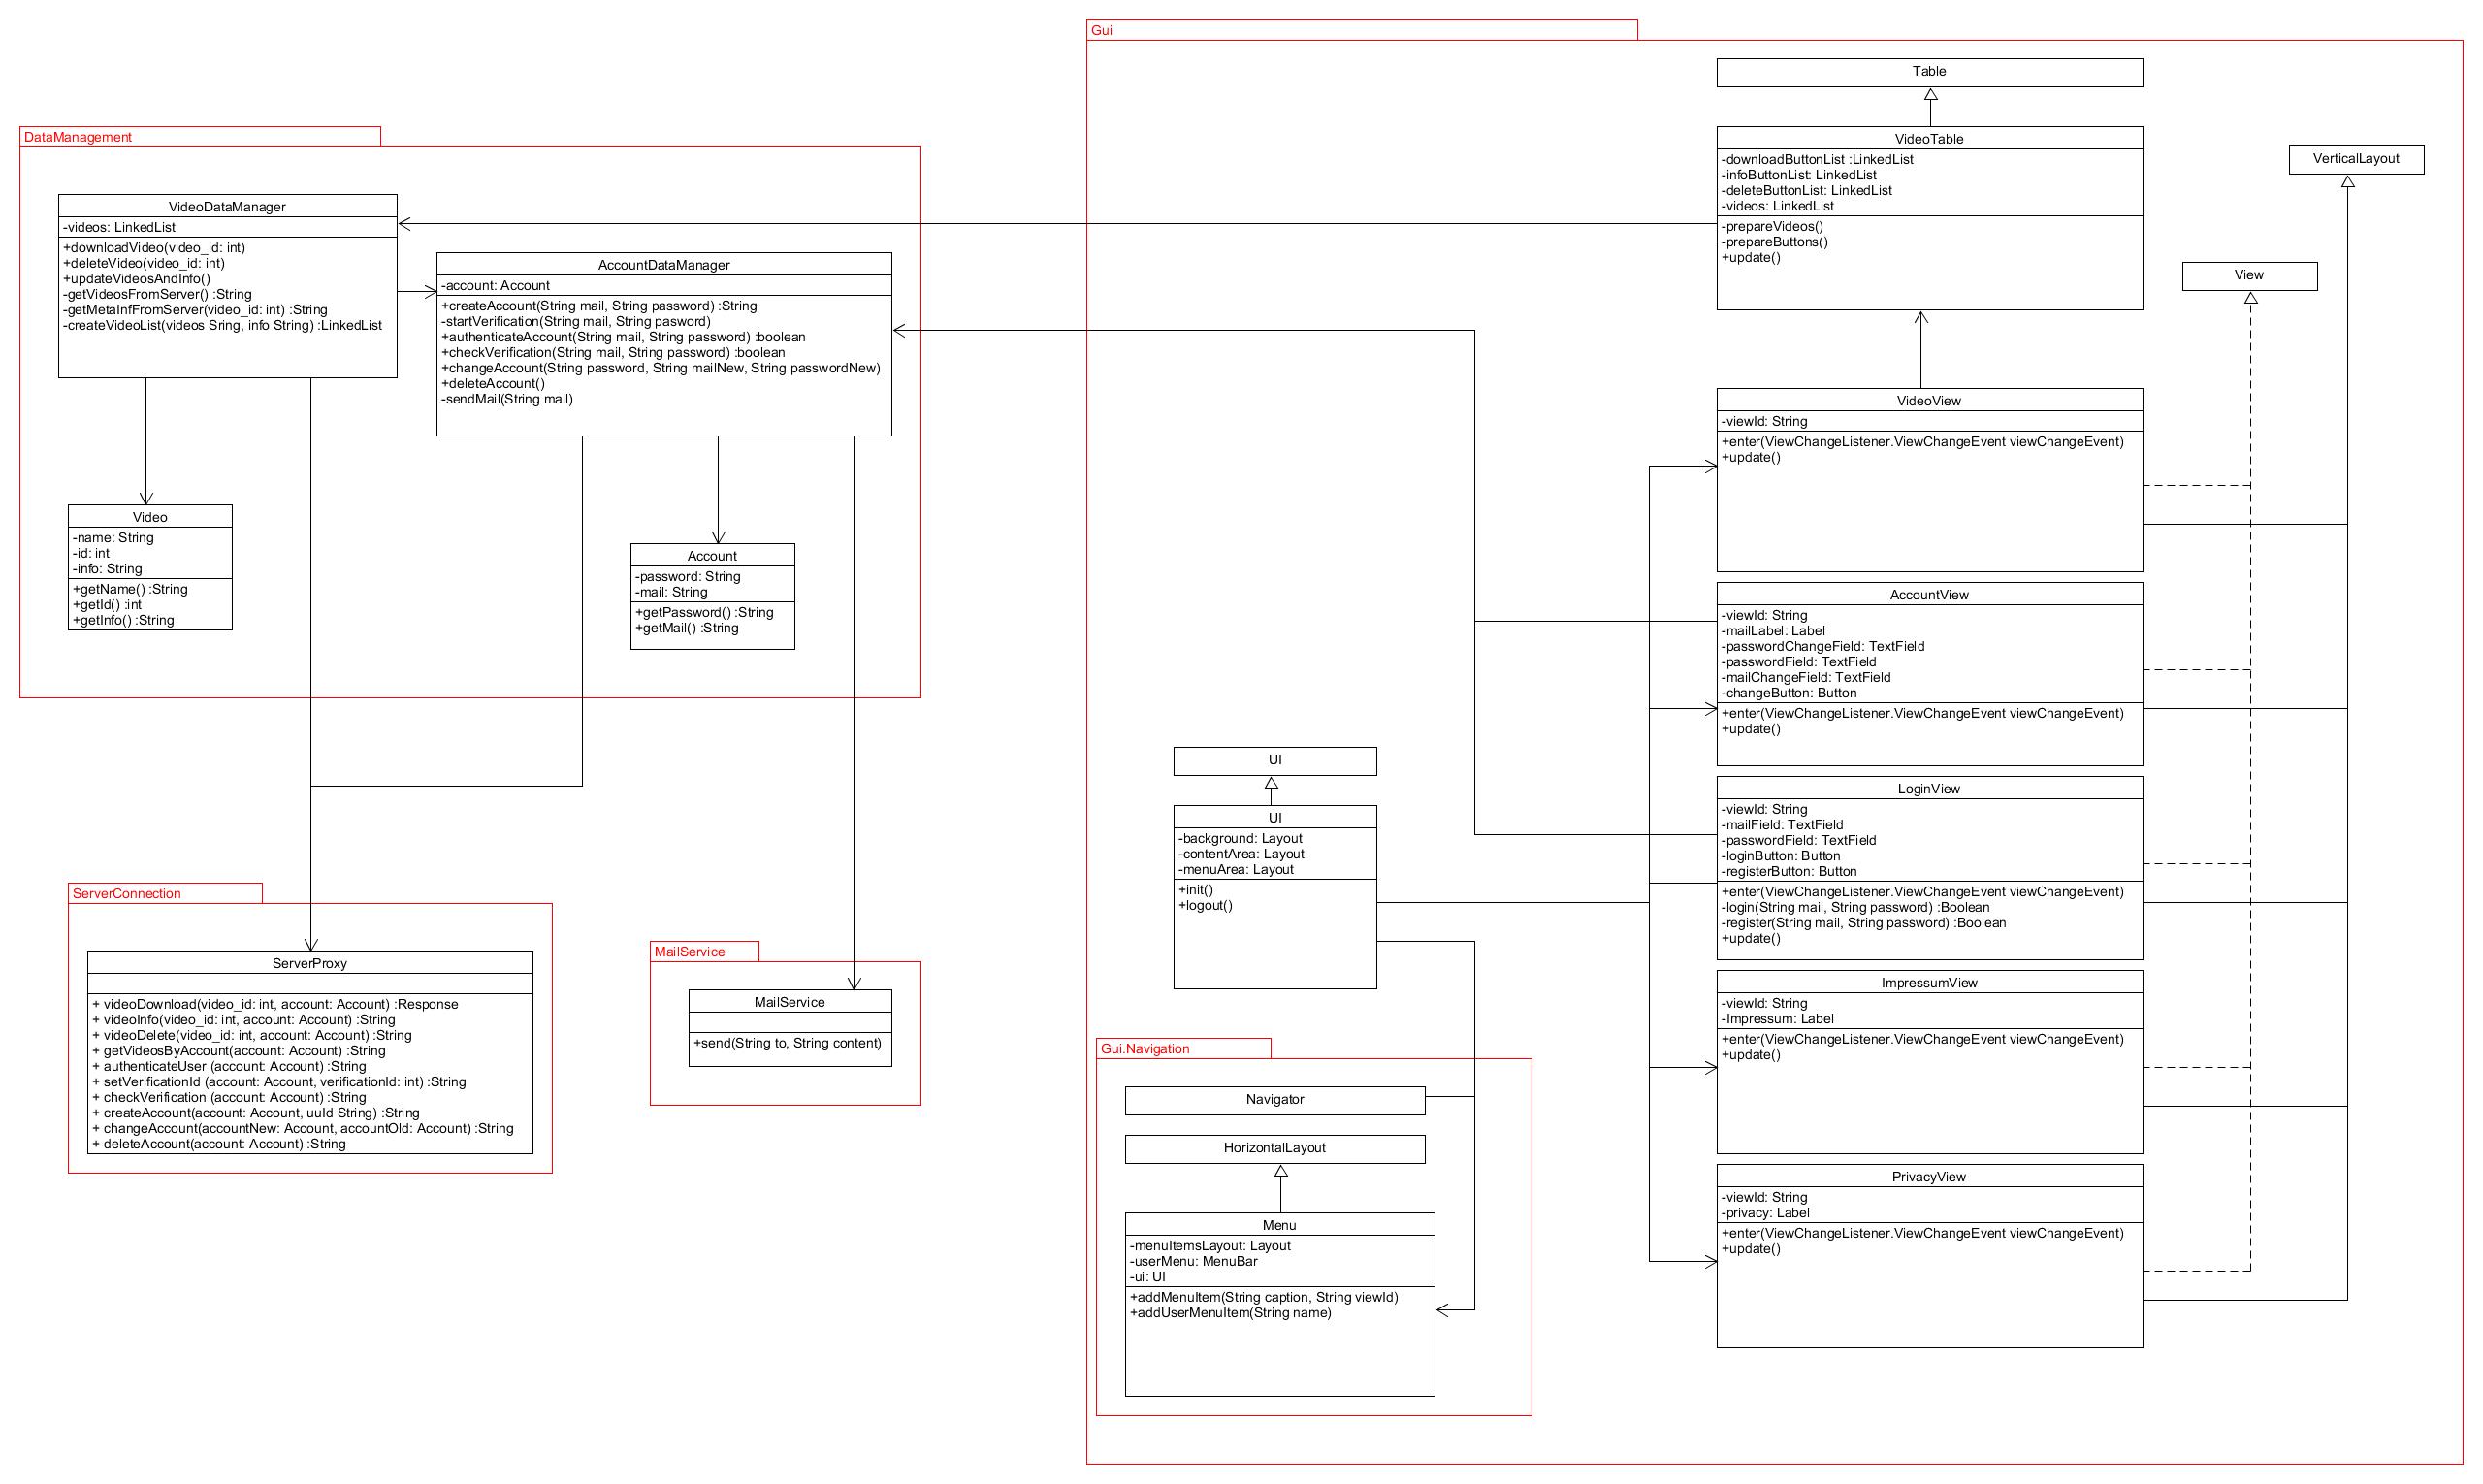 DataManagement
VideoDataManager
-videos: LinkedList
+downloadVideo(video_id: int)
+deleteVideo(video_id: int)
+updateVideosAndInfo()
-getVideosFromServer() :String
-getMetaInfFromServer(video_id: int) :String
-createVideoList(videos Sring, info String) :LinkedList
AccountDataManager
-account: Account
+createAccount(String mail, String password) :String
-startVerification(String mail, String pasword)
+authenticateAccount(String mail, String password) :boolean
+checkVerification(String mail, String password) :boolean
+changeAccount(String password, String mailNew, String passwordNew)
+deleteAccount()
-sendMail(String mail)
Video
-name: String
-id: int
-info: String
+getName() :String
+getId() :int
+getInfo() :String
Account
-password: String
-mail: String
+getPassword() :String
+getMail() :String
ServerConnection
ServerProxy
+ videoDownload(video_id: int, account: Account) :Response
+ videoInfo(video_id: int, account: Account) :String
+ videoDelete(video_id: int, account: Account) :String
+ getVideosByAccount(account: Account) :String
+ authenticateUser (account: Account) :String
+ setVerificationId (account: Account, verificationId: int) :String
+ checkVerification (account: Account) :String
+ createAccount(account: Account, uuId String) :String
+ changeAccount(accountNew: Account, accountOld: Account) :String
+ deleteAccount(account: Account) :String
MailService
MailService
+send(String to, String content)
Gui
Table
VideoTable
-downloadButtonList :LinkedList
-infoButtonList: LinkedList
-deleteButtonList: LinkedList
-videos: LinkedList
-prepareVideos()
-prepareButtons()
+update()
VerticalLayout
View
VideoView
-viewId: String
+enter(ViewChangeListener.ViewChangeEvent viewChangeEvent)
+update()
AccountView
-viewId: String
-mailLabel: Label
-passwordChangeField: TextField
-passwordField: TextField
-mailChangeField: TextField
-changeButton: Button
+enter(ViewChangeListener.ViewChangeEvent viewChangeEvent)
+update()
UI
UI
-background: Layout
-contentArea: Layout
-menuArea: Layout
+init()
+logout()
LoginView
-viewId: String
-mailField: TextField
-passwordField: TextField
-loginButton: Button
-registerButton: Button
+enter(ViewChangeListener.ViewChangeEvent viewChangeEvent)
-login(String mail, String password) :Boolean
-register(String mail, String password) :Boolean
+update()
ImpressumView
-viewId: String
-Impressum: Label
+enter(ViewChangeListener.ViewChangeEvent viewChangeEvent)
+update()
PrivacyView
-viewId: String
-privacy: Label
+enter(ViewChangeListener.ViewChangeEvent viewChangeEvent)
+update()
Gui.Navigation
Navigator
HorizontalLayout
Menu
-menuItemsLayout: Layout
-userMenu: MenuBar
-ui: UI
+addMenuItem(String caption, String viewId)
+addUserMenuItem(String name)